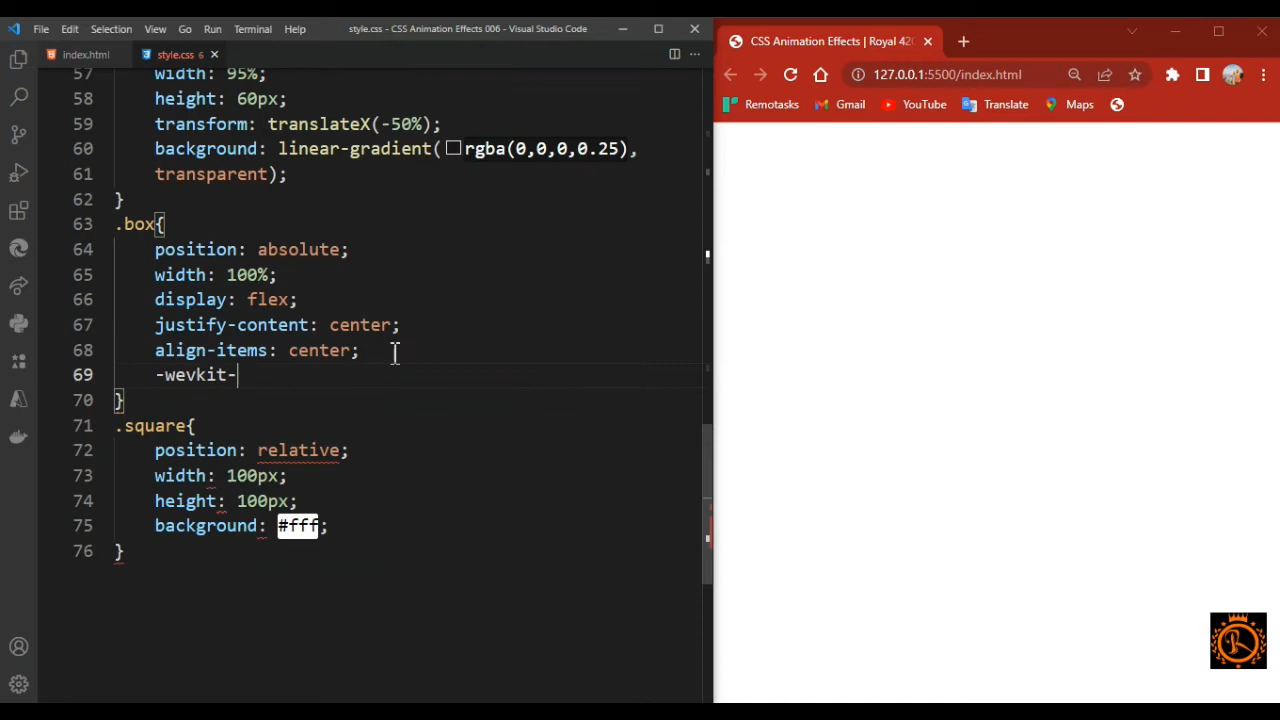 File Edit Selection View Go Run Terminal Help style.css - CSS Animation Effects 006 - Visual Studio Code
index.html style.css 6
57 width: 95%;
58 height: 60px;
59 transform: translateX(-50%);
60 background: linear-gradient(rgba(0,0,0,0.25),
61 transparent);
62 }
63 .box{
64 position: absolute;
65 width: 100%;
66 display: flex;
67 justify-content: center;
68 align-items: center;
69 -wevkit-
70 }
71 .square{
72 position: relative;
73 width: 100px;
74 height: 100px;
75 background: #fff;
76 }
CSS Animation Effects | Royal 42
127.0.0.1:5500/index.html
Remotasks Gmail YouTube Translate Maps